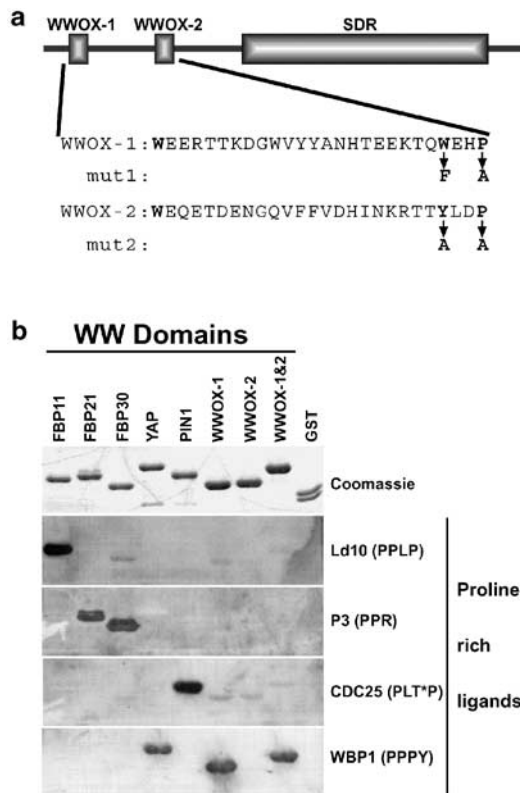 a
WWOX-1 WWOX-2 SDR
WWOX-1:WEERTTKDGWVYYANHTEEKTQWEHP
mut1: F A
WWOX-2:WEQETDENGQVFFVDHINKRTTYLDP
mut2: A A
b
WW Domains
FBP11 FBP21 FBP30 YAP PIN1 WWOX-1 WWOX-2 WWOX-1&2 GST
Coomassie
Ld10 (PPLP)
P3 (PPR)
CDC25 (PLT*P)
WBP1 (PPPY)
Proline
rich
ligands